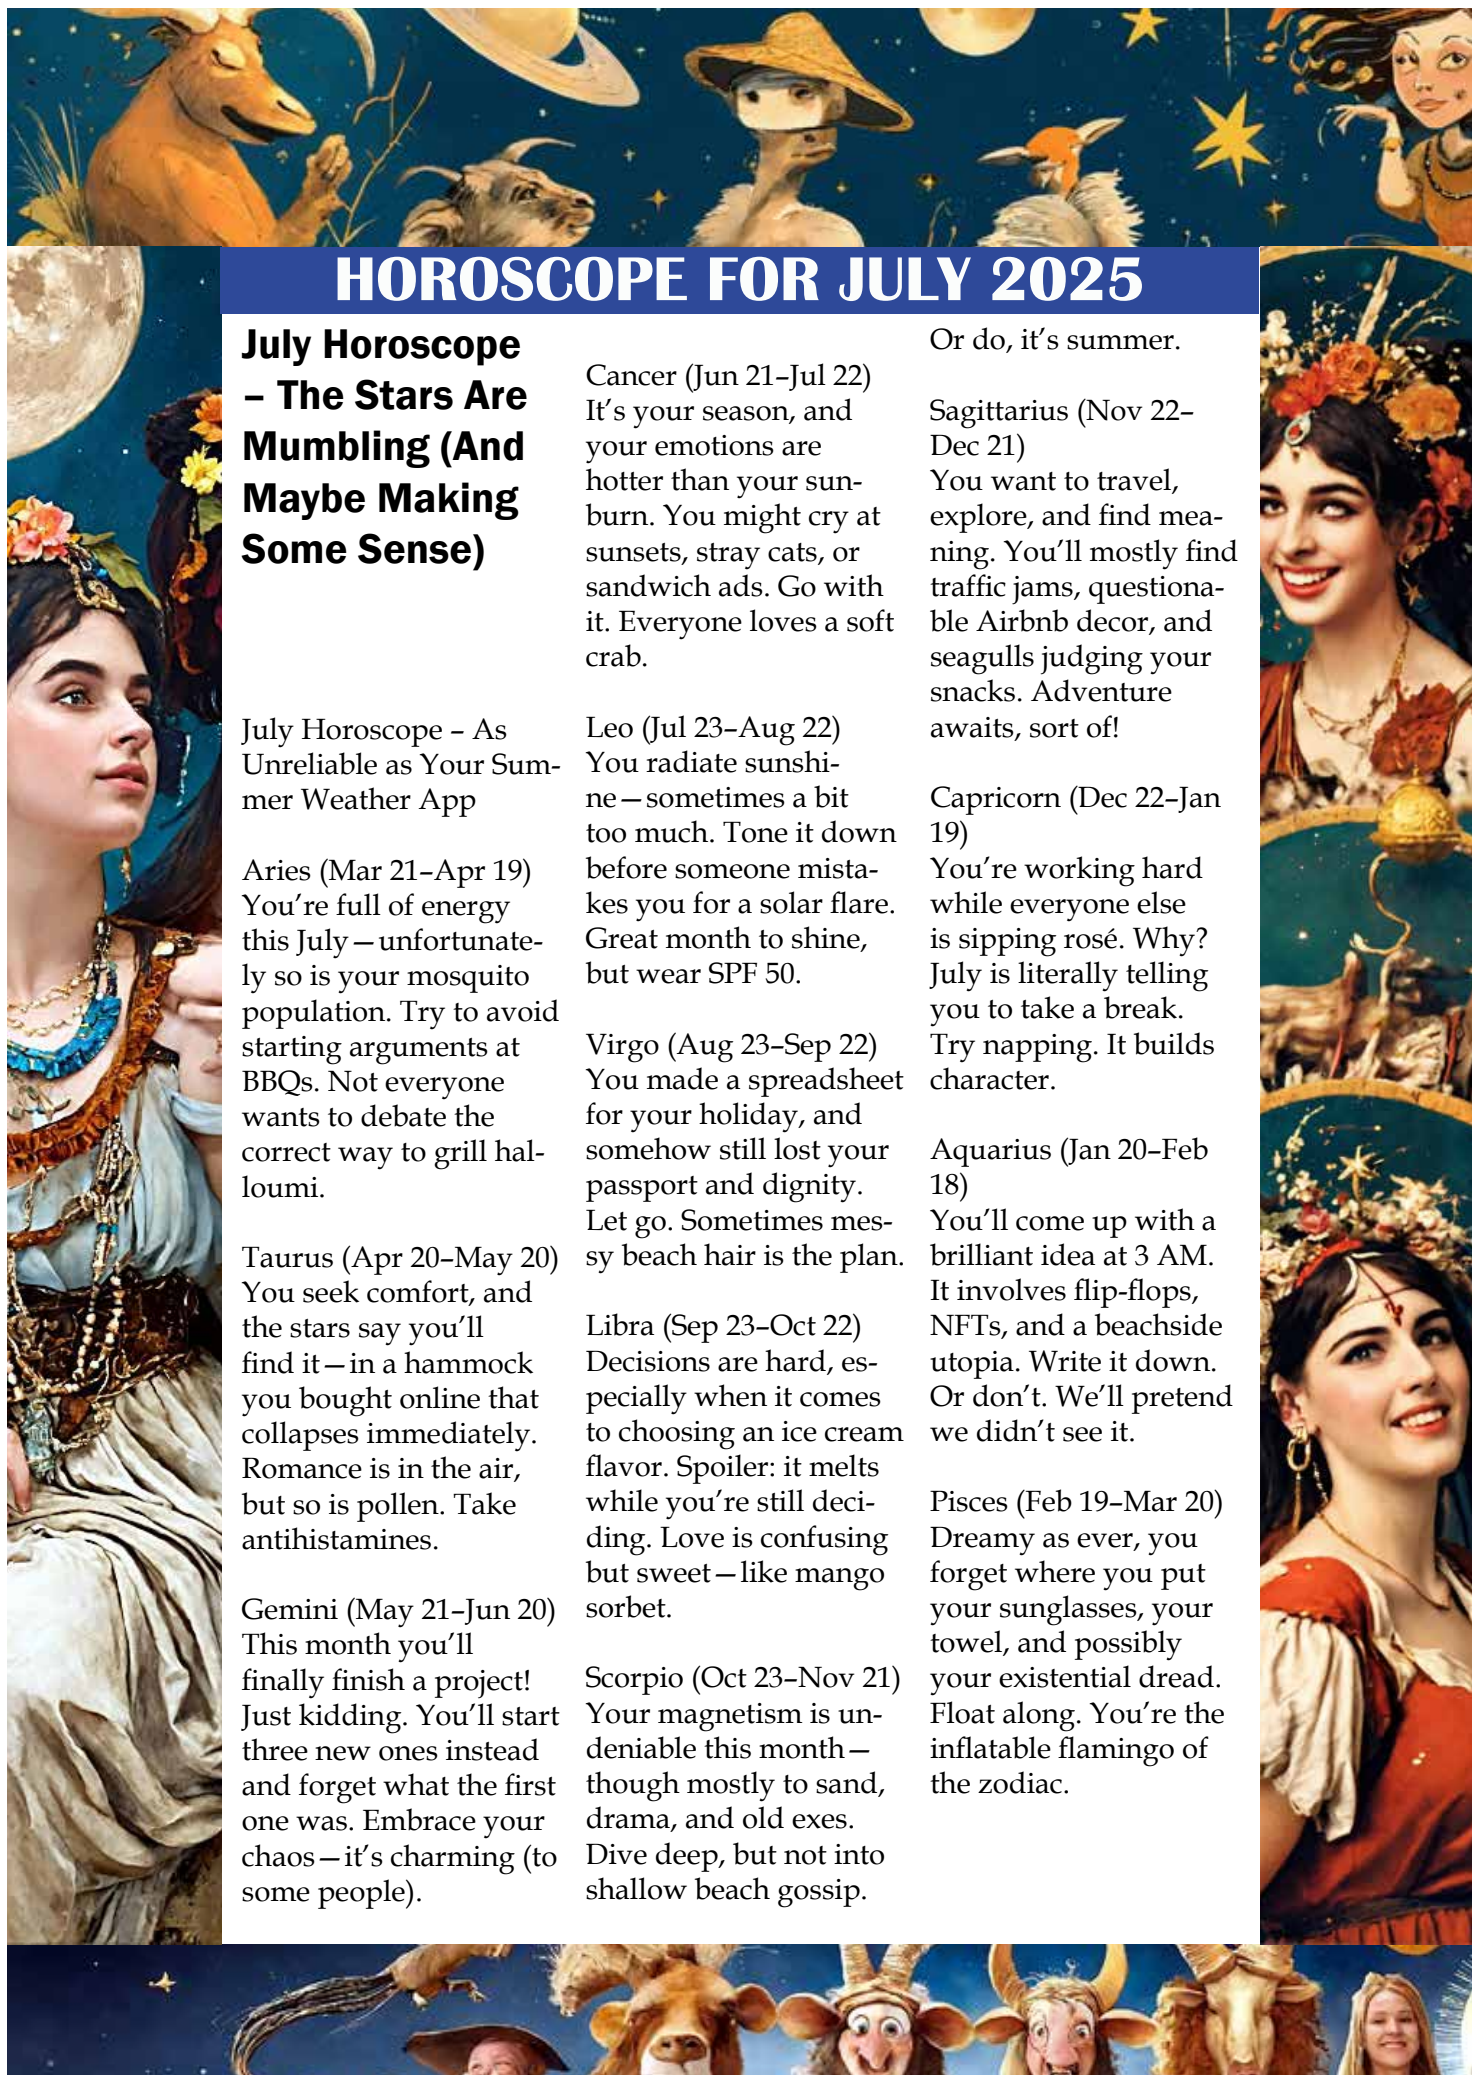 HOROSCOPE FOR JULY 2025
July Horoscope
– The Stars Are
Mumbling (And
Maybe Making
Some Sense)
July Horoscope – As
Unreliable as Your Sum-
mer Weather App
Aries (Mar 21–Apr 19)
You’re full of energy
this July—unfortunate-
ly so is your mosquito
population. Try to avoid
starting arguments at
BBQs. Not everyone
wants to debate the
correct way to grill hal-
loumi.
Taurus (Apr 20–May 20)
You seek comfort, and
the stars say you’ll
find it—in a hammock
you bought online that
collapses immediately.
Romance is in the air,
but so is pollen. Take
antihistamines.
Gemini (May 21–Jun 20)
This month you’ll
finally finish a project!
Just kidding. You’ll start
three new ones instead
and forget what the first
one was. Embrace your
chaos—it’s charming (to
some people).
Cancer (Jun 21–Jul 22)
It’s your season, and
your emotions are
hotter than your sun-
burn. You might cry at
sunsets, stray cats, or
sandwich ads. Go with
it. Everyone loves a soft
crab.
Leo (Jul 23–Aug 22)
You radiate sunshi-
ne—sometimes a bit
too much. Tone it down
before someone mista-
kes you for a solar flare.
Great month to shine,
but wear SPF 50.
Virgo (Aug 23–Sep 22)
You made a spreadsheet
for your holiday, and
somehow still lost your
passport and dignity.
Let go. Sometimes mes-
sy beach hair is the plan.
Libra (Sep 23–Oct 22)
Decisions are hard, es-
pecially when it comes
to choosing an ice cream
flavor. Spoiler: it melts
while you’re still deci-
ding. Love is confusing
but sweet—like mango
sorbet.
Scorpio (Oct 23–Nov 21)
Your magnetism is un-
deniable this month—
though mostly to sand,
drama, and old exes.
Dive deep, but not into
shallow beach gossip.
Or do, it’s summer.
Sagittarius (Nov 22–
Dec 21)
You want to travel,
explore, and find mea-
ning. You’ll mostly find
traffic jams, questiona-
ble Airbnb decor, and
seagulls judging your
snacks. Adventure
awaits, sort of!
Capricorn (Dec 22–Jan
19)
You’re working hard
while everyone else
is sipping rosé. Why?
July is literally telling
you to take a break.
Try napping. It builds
character.
Aquarius (Jan 20–Feb
18)
You’ll come up with a
brilliant idea at 3 AM.
It involves flip-flops,
NFTs, and a beachside
utopia. Write it down.
Or don’t. We’ll pretend
we didn’t see it.
Pisces (Feb 19–Mar 20)
Dreamy as ever, you
forget where you put
your sunglasses, your
towel, and possibly
your existential dread.
Float along. You’re the
inflatable flamingo of
the zodiac.